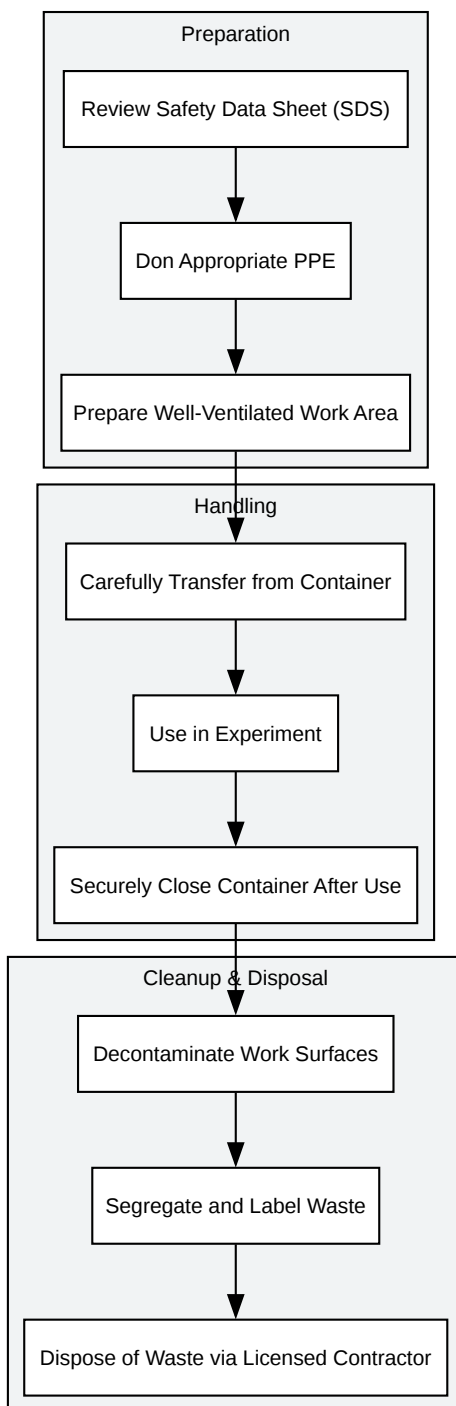 Preparation
Review Safety Data Sheet (SDS)
Don Appropriate PPE
Prepare Well-Ventilated Work Area
Handling
Carefully Transfer from Container
Use in Experiment
Securely Close Container After Use
Cleanup & Disposal
Decontaminate Work Surfaces
Segregate and Label Waste
Dispose of Waste via Licensed Contractor